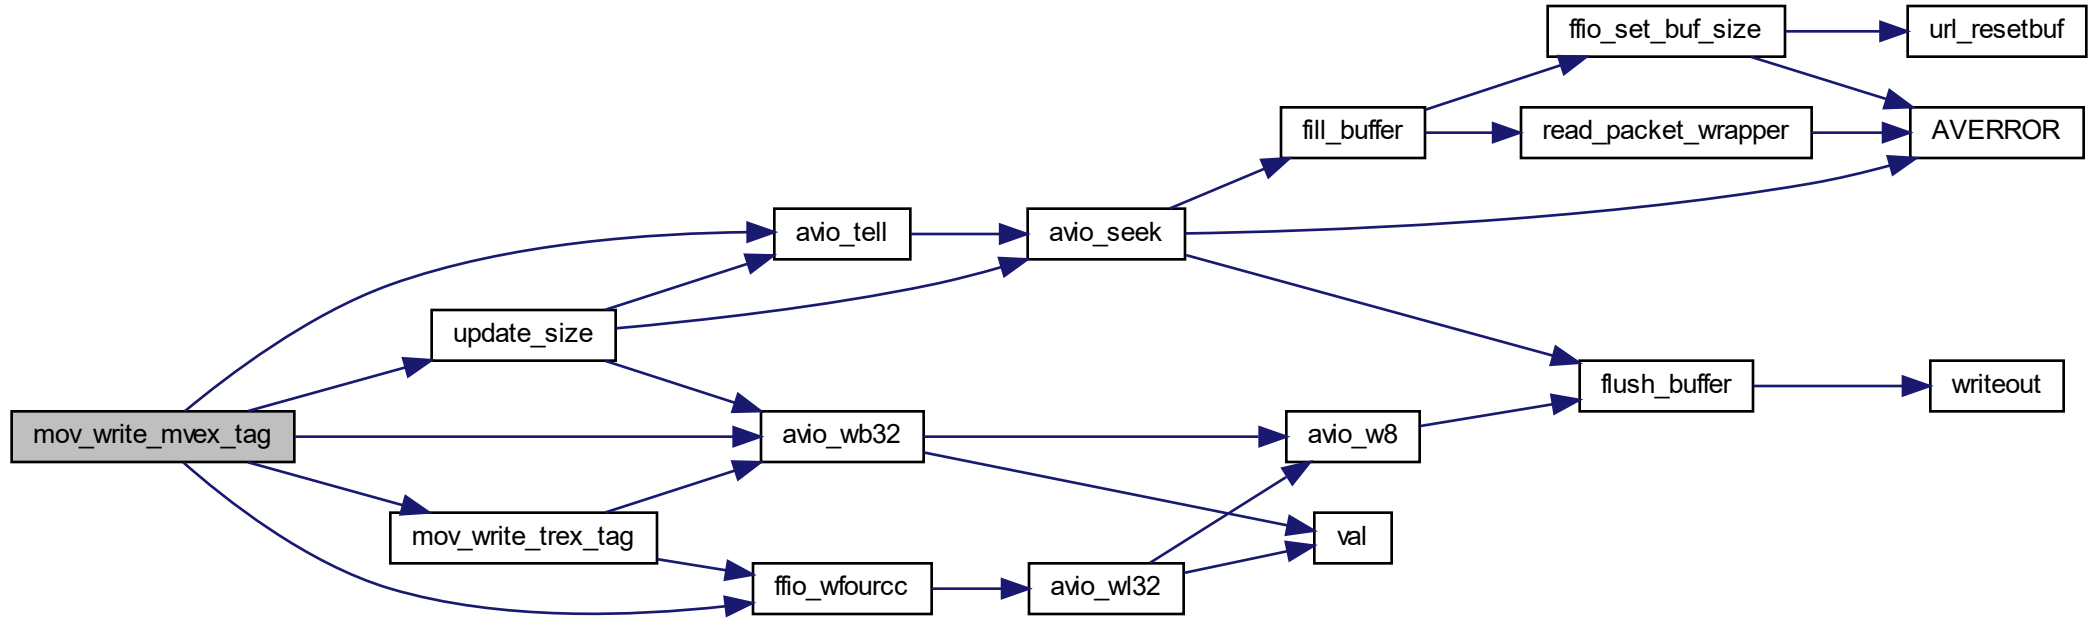 ffio_set_buf_size
url_resetbuf
fill_buffer
read_packet_wrapper
AVERROR
avio_tell
avio_seek
update_size
flush_buffer
writeout
mov_write_mvex_tag
avio_wb32
avio_w8
mov_write_trex_tag
val
ffio_wfourcc
avio_wl32